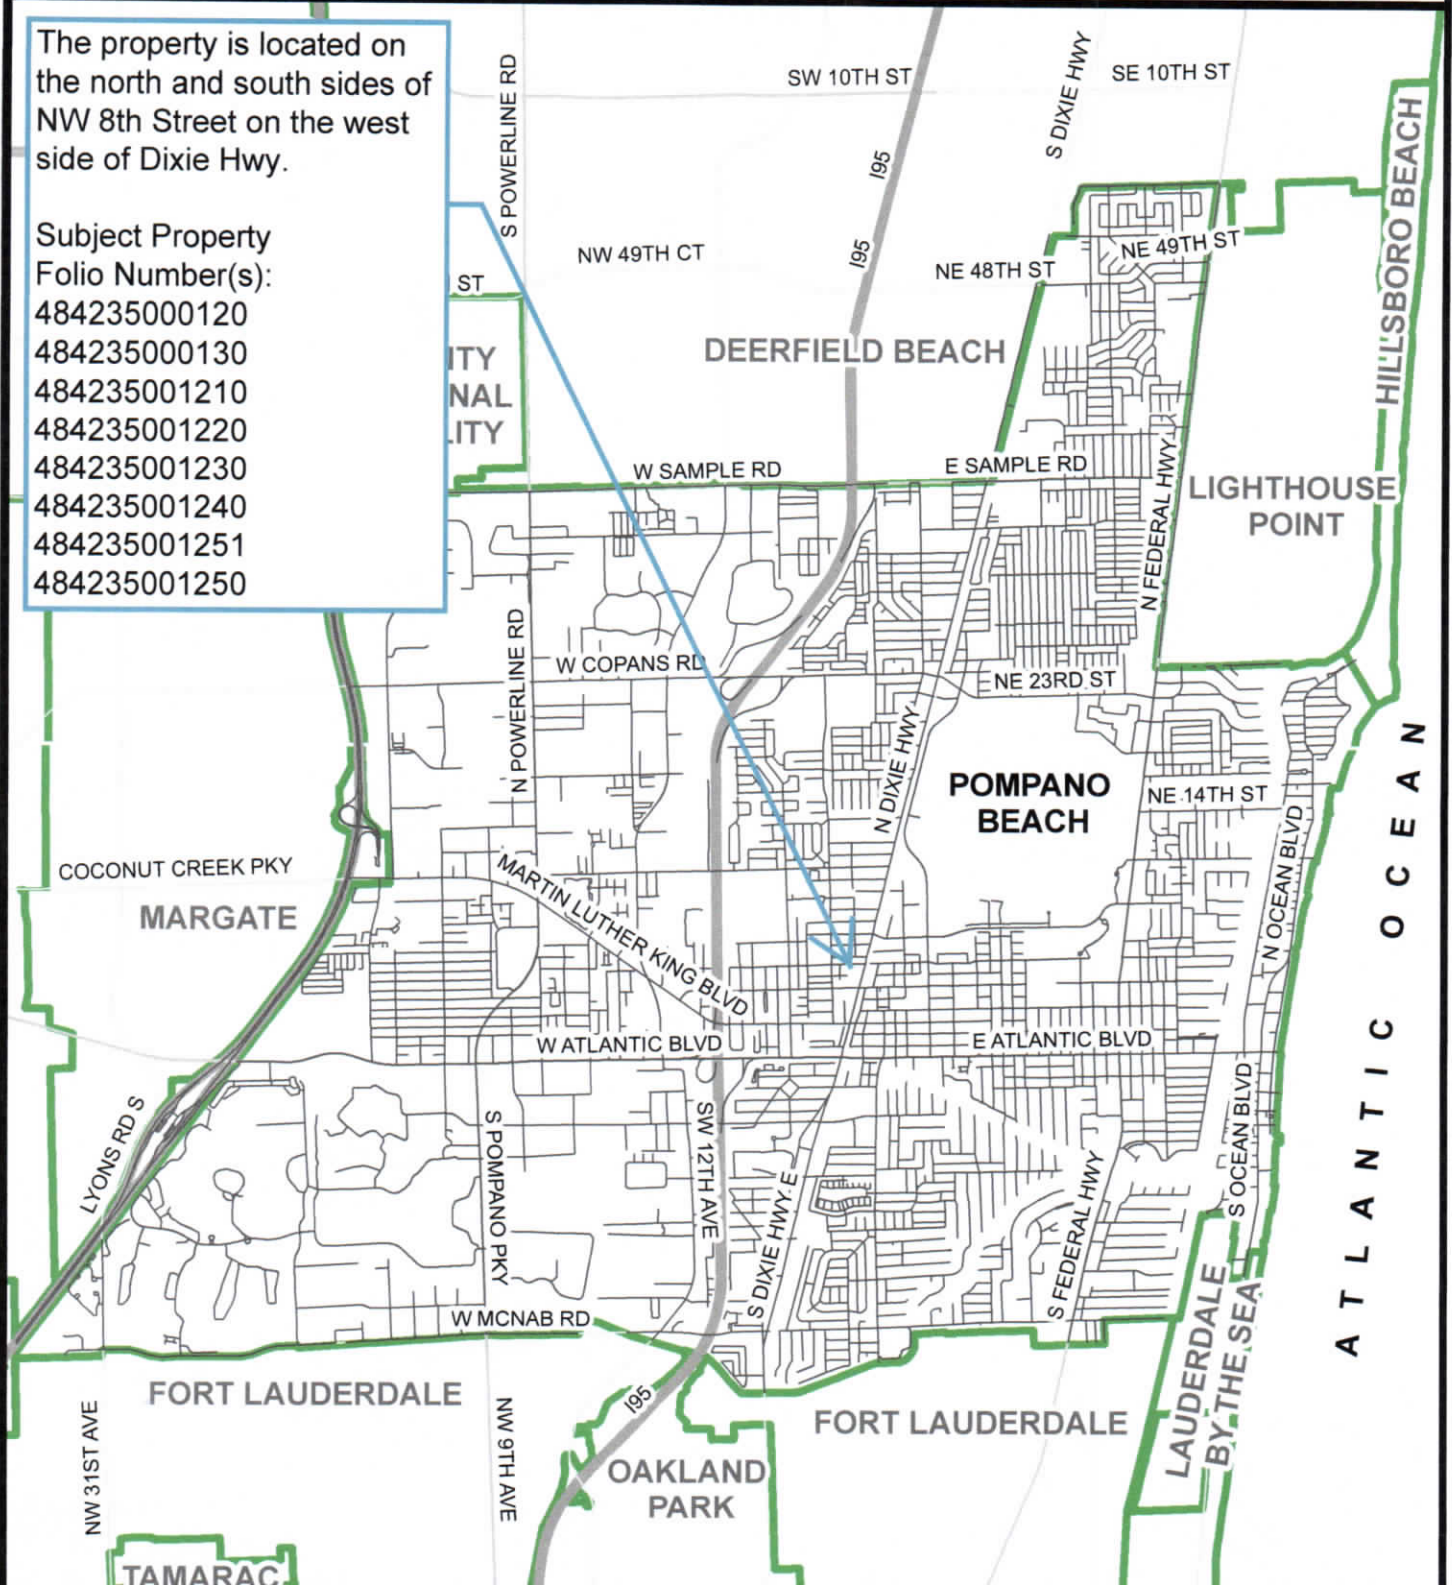 The property is located on
the north and south sides of
NW 8th Street on the west
side of Dixie Hwy.
Subject Property
Folio Number(s):
484235000120
484235000130
484235001210
484235001220
484235001230
484235001240
484235001251
484235001250
S POWERLINE RD
SW 10TH ST
S DIXIE HWY
SE 10TH ST
I95
I95
HILLSBORO BEACH
NW 49TH CT
NE 48TH ST
NE 49TH ST
ST
ITY
NAL
LITY
DEERFIELD BEACH
W SAMPLE RD
E SAMPLE RD
N FEDERAL HWY
LIGHTHOUSE
POINT
N POWERLINE RD
W COPANS RD
NE 23RD ST
N DIXIE HWY
POMPANO
BEACH
NE 14TH ST
N OCEAN BLVD
ATLANTIC OCEAN
COCONUT CREEK PKY
MARGATE
MARTIN LUTHER KING BLVD
W ATLANTIC BLVD
E ATLANTIC BLVD
LYONS RD S
S POMPANO PKY
SW 12TH AVE
S DIXIE HWY E
S FEDERAL HWY
S OCEAN BLVD
W MCNAB RD
FORT LAUDERDALE
FORT LAUDERDALE
LAUDERDALE
BY THE SEA
NW 31ST AVE
NW 9TH AVE
I95
OAKLAND
PARK
TAMARAC